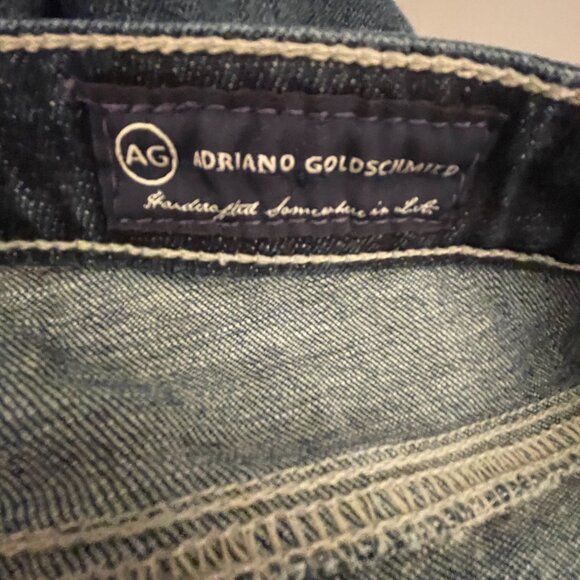 AG ADRIANO GOLDSCHMIED
Handcrafted Somewhere in L.A.